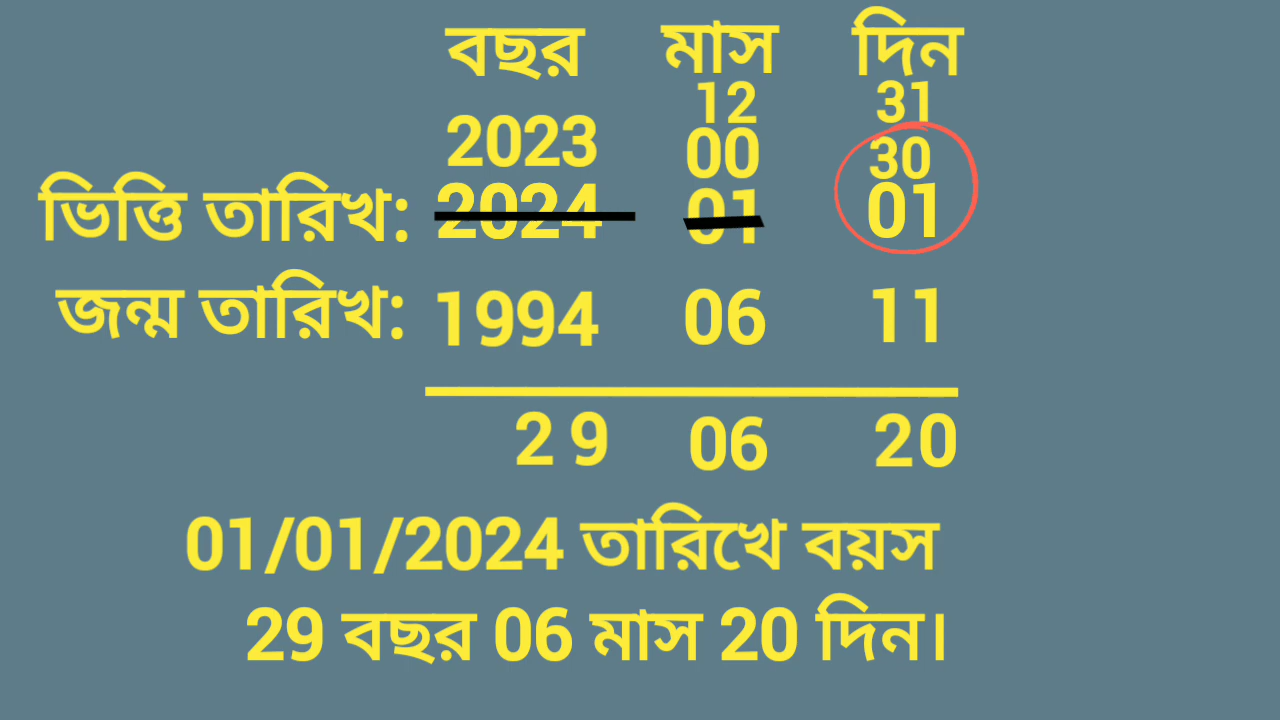 বছর মাস দিন
12 31
2023 00 30
ভিত্তি তারিখ: 2024 01 01
জন্ম তারিখ: 1994 06 11
29 06 20
01/01/2024 তারিখে বয়স
29 বছর 06 মাস 20 দিন।